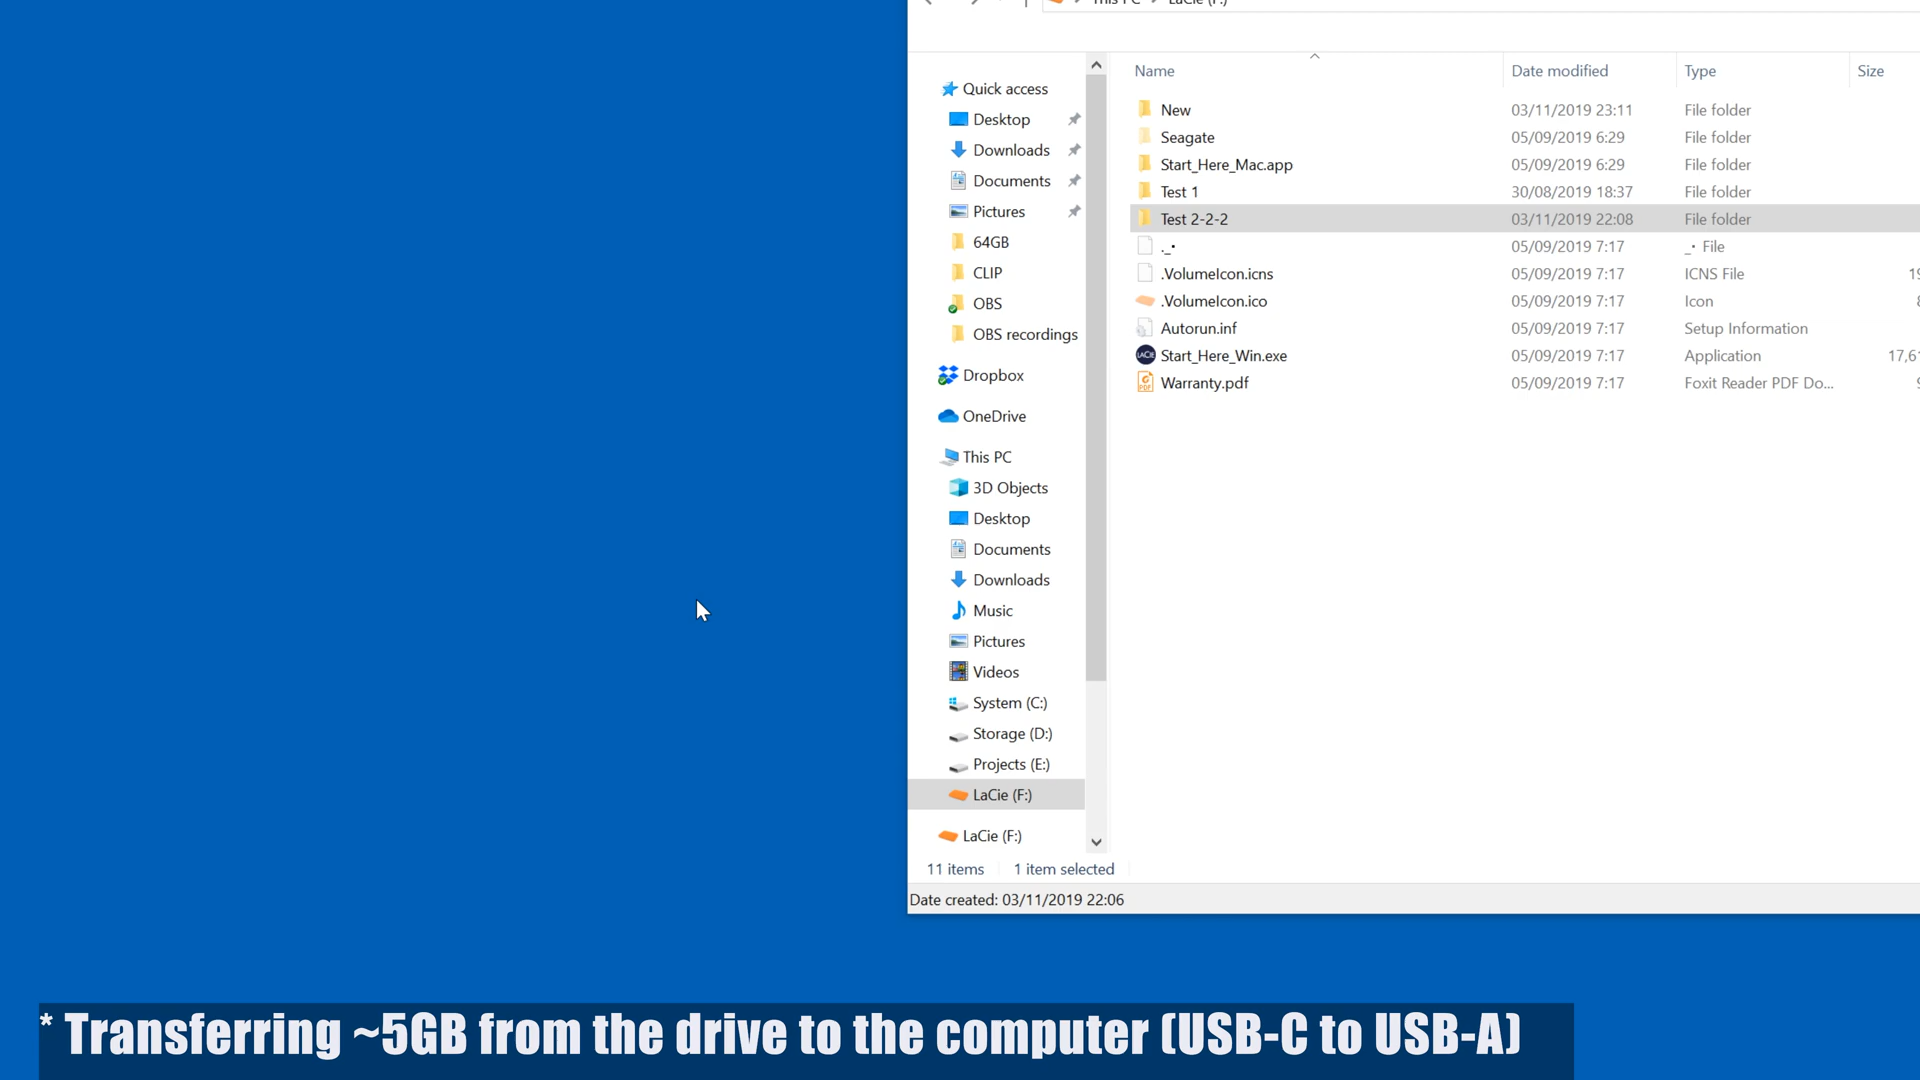 This PC LaCie (F:)
Name Date modified Type Size
Quick access
Desktop
Downloads
Documents
Pictures
64GB
CLIP
OBS
OBS recordings
Dropbox
OneDrive
This PC
3D Objects
Desktop
Documents
Downloads
Music
Pictures
Videos
System (C:)
Storage (D:)
Projects (E:)
LaCie (F:)
LaCie (F:)
New 03/11/2019 23:11 File folder
Seagate 05/09/2019 6:29 File folder
Start_Here_Mac.app 05/09/2019 6:29 File folder
Test 1 30/08/2019 18:37 File folder
Test 2-2-2 03/11/2019 22:08 File folder
._• 05/09/2019 7:17 _• File
.VolumeIcon.icns 05/09/2019 7:17 ICNS File
.VolumeIcon.ico 05/09/2019 7:17 Icon
Autorun.inf 05/09/2019 7:17 Setup Information
Start_Here_Win.exe 05/09/2019 7:17 Application 17,61
Warranty.pdf 05/09/2019 7:17 Foxit Reader PDF Do...
11 items 1 item selected
Date created: 03/11/2019 22:06
* Transferring ~5GB from the drive to the computer (USB-C to USB-A)